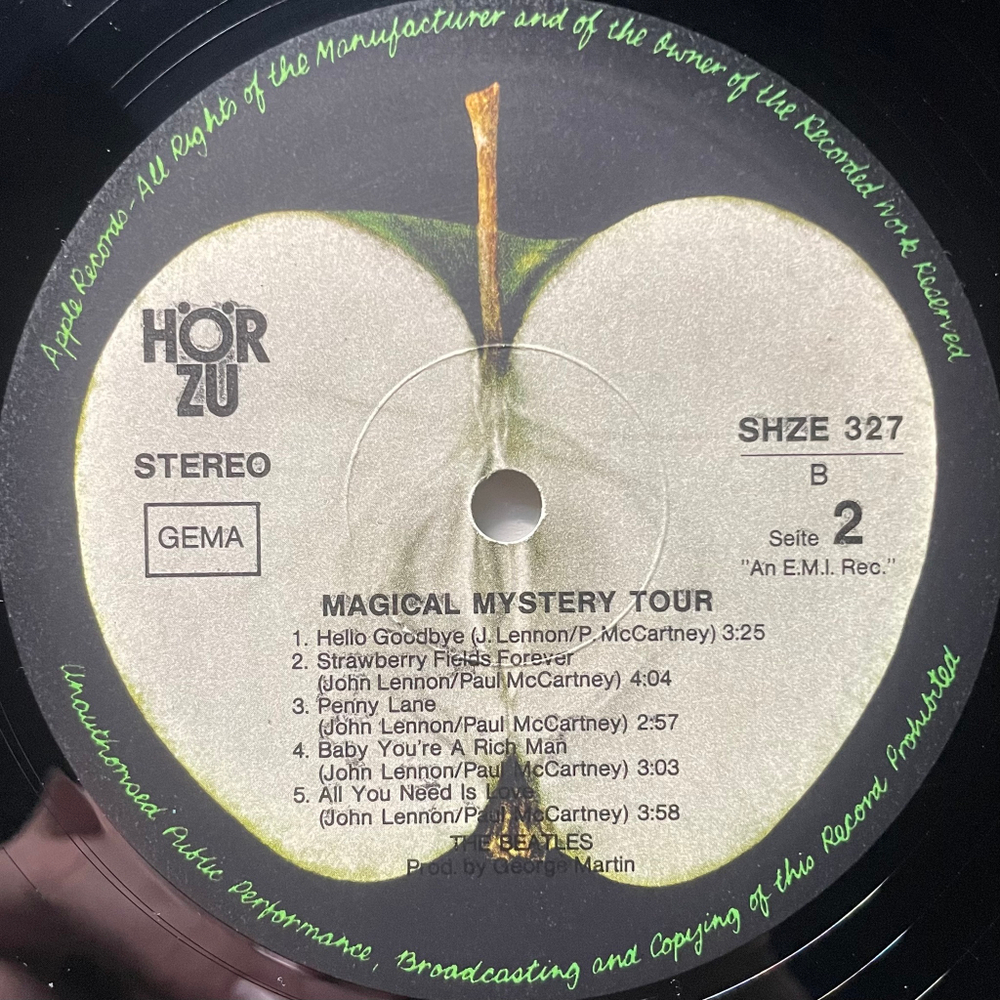 Apple Records - All Rights of the Manufacturer and of the Owner of the Recorded Work Reserved
HÖR
ZU
STEREO
GEMA
SHZE 327
B
Seite 2
"An E.M.I. Rec."
MAGICAL MYSTERY TOUR
1. Hello Goodbye (J. Lennon/P. McCartney) 3:25
2. Strawberry Fields Forever
(John Lennon/Paul McCartney) 4:04
3. Penny Lane
(John Lennon/Paul McCartney) 2:57
4. Baby You're A Rich Man
(John Lennon/Paul McCartney) 3:03
5. All You Need Is Love
(John Lennon/Paul McCartney) 3:58
THE BEATLES
Prod. by George Martin
Unauthorised Public Performance, Broadcasting and Copying of this Record Prohibited